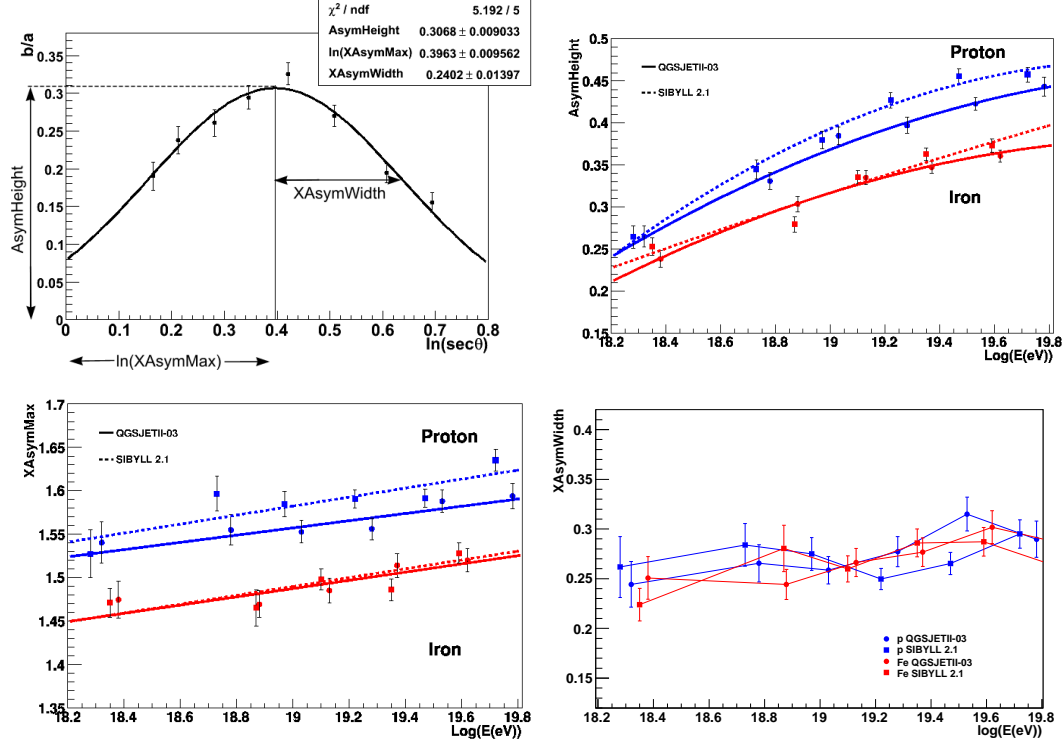 χ² / ndf 5.192 / 5
AsymHeight 0.3068 ± 0.009033
ln(XAsymMax) 0.3963 ± 0.009562
XAsymWidth 0.2402 ± 0.01397
b/a
0.35
0.3
0.25
0.2
0.15
0.1
0.05
0
AsymHeight
XAsymWidth
0 0.1 0.2 0.3 0.4 0.5 0.6 0.7 0.8
ln(secθ)
ln(XAsymMax)
AsymHeight
0.5
0.45
0.4
0.35
0.3
0.25
0.2
0.15
QGSJETII-03
SIBYLL 2.1
Proton
Iron
18.2 18.4 18.6 18.8 19 19.2 19.4 19.6 19.8
Log(E(eV))
XAsymMax
1.7
1.65
1.6
1.55
1.5
1.45
1.4
1.35
QGSJETII-03
SIBYLL 2.1
Proton
Iron
18.2 18.4 18.6 18.8 19 19.2 19.4 19.6 19.8
Log(E(eV))
XAsymWidth
0.4
0.35
0.3
0.25
0.2
0.15
p QGSJETII-03
p SIBYLL 2.1
Fe QGSJETII-03
Fe SIBYLL 2.1
18.2 18.4 18.6 18.8 19 19.2 19.4 19.6 19.8
log(E(eV))